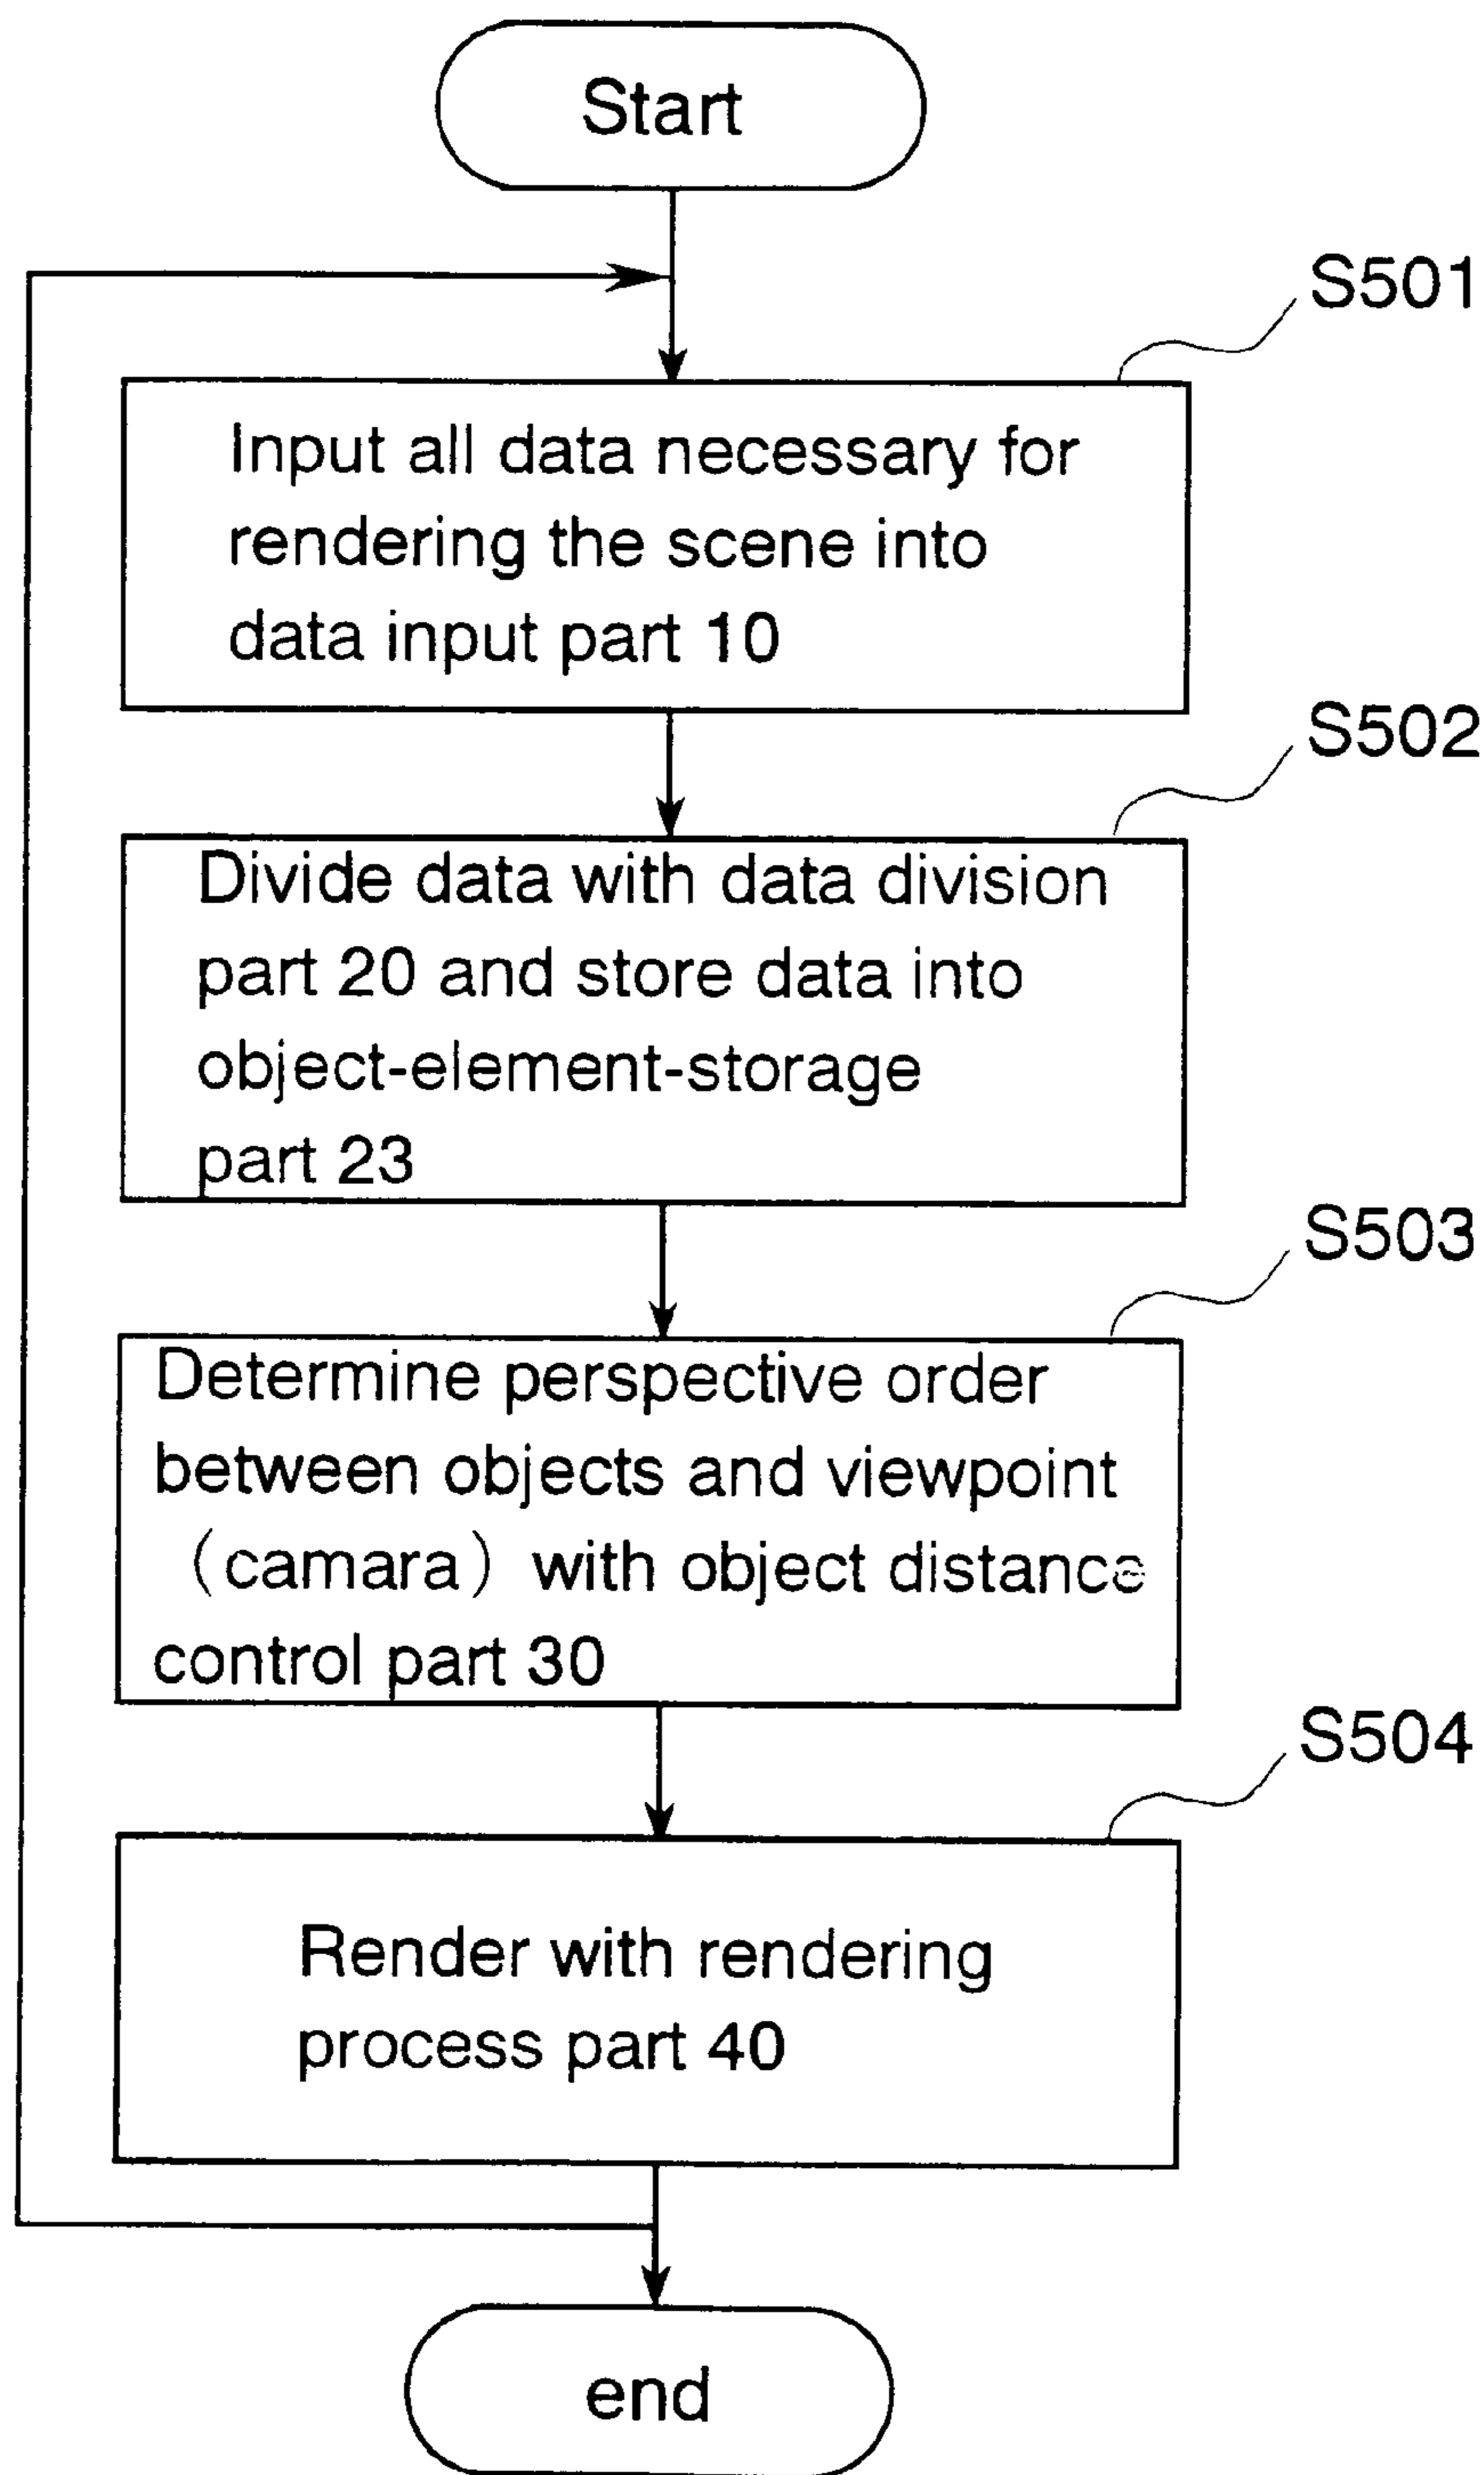 Start
S501
Input all data necessary for
rendering the scene into
data input part 10
S502
Divide data with data division
part 20 and store data into
object-element-storage
part 23
S503
Determine perspective order
between objects and viewpoint
(camara) with object distance
control part 30
S504
Render with rendering
process part 40
end